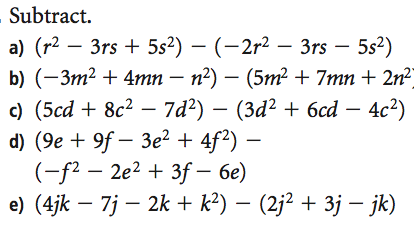 Subtract.
a) (r² − 3rs + 5s²) − (−2r² − 3rs − 5s²)
b) (−3m² + 4mn − n²) − (5m² + 7mn + 2n²)
c) (5cd + 8c² − 7d²) − (3d² + 6cd − 4c²)
d) (9e + 9f − 3e² + 4f²) −
(−f² − 2e² + 3f − 6e)
e) (4jk − 7j − 2k + k²) − (2j² + 3j − jk)